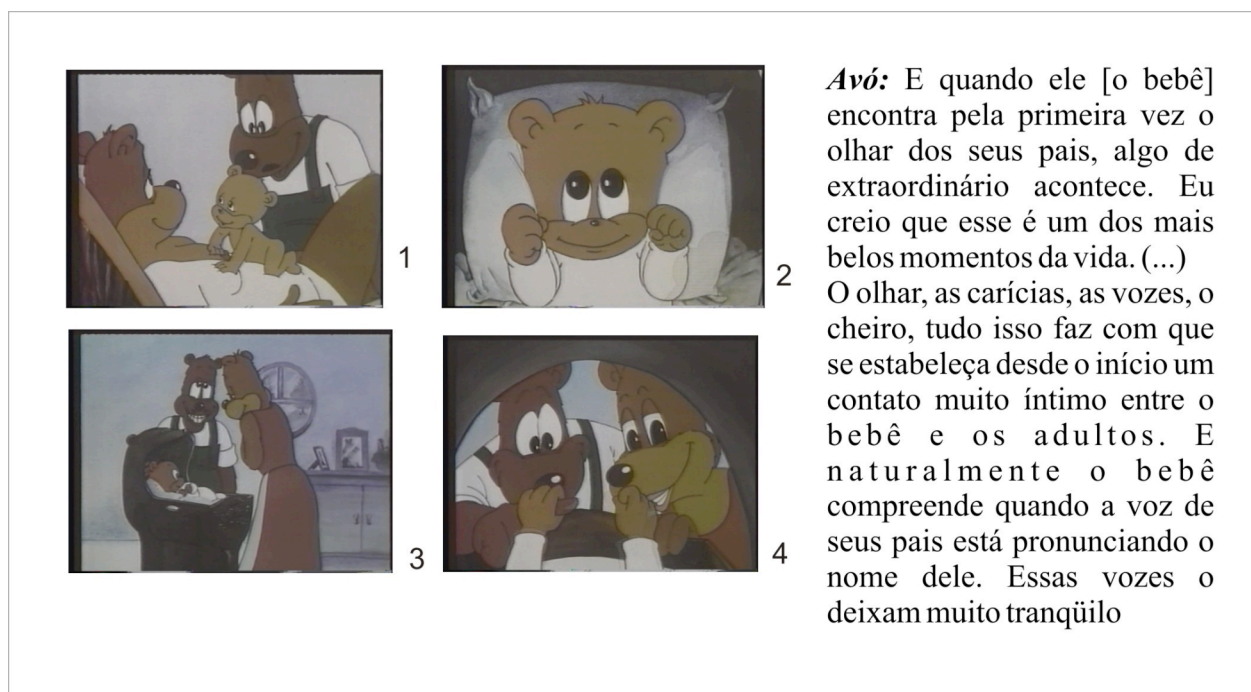 1
2
3
4
Avó: E quando ele [o bebê]
encontra pela primeira vez o
olhar dos seus pais, algo de
extraordinário acontece. Eu
creio que esse é um dos mais
belos momentos da vida. (...)
O olhar, as carícias, as vozes, o
cheiro, tudo isso faz com que
se estabeleça desde o início um
contato muito íntimo entre o
bebê e os adultos. E
naturalmente o bebê
compreende quando a voz de
seus pais está pronunciando o
nome dele. Essas vozes o
deixam muito tranqüilo